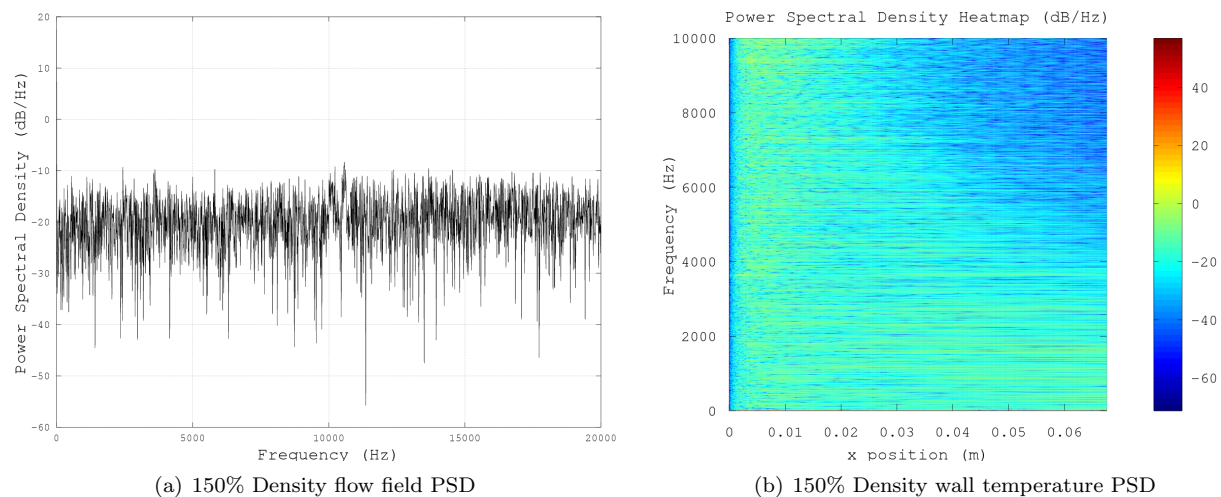 20
10
0
-10
-20
-30
-40
-50
-60
Power Spectral Density (dB/Hz)
0 5000 10000 15000 20000
Frequency (Hz)
(a) 150% Density flow field PSD
Power Spectral Density Heatmap (dB/Hz)
10000
8000
6000
4000
2000
0
Frequency (Hz)
0 0.01 0.02 0.03 0.04 0.05 0.06
x position (m)
40
20
0
-20
-40
-60
(b) 150% Density wall temperature PSD